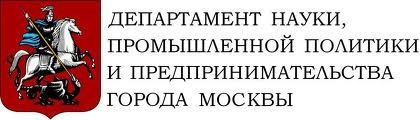 ДЕПАРТАМЕНТ НАУКИ,
ПРОМЫШЛЕННОЙ ПОЛИТИКИ
И ПРЕДПРИНИМАТЕЛЬСТВА
ГОРОДА МОСКВЫ